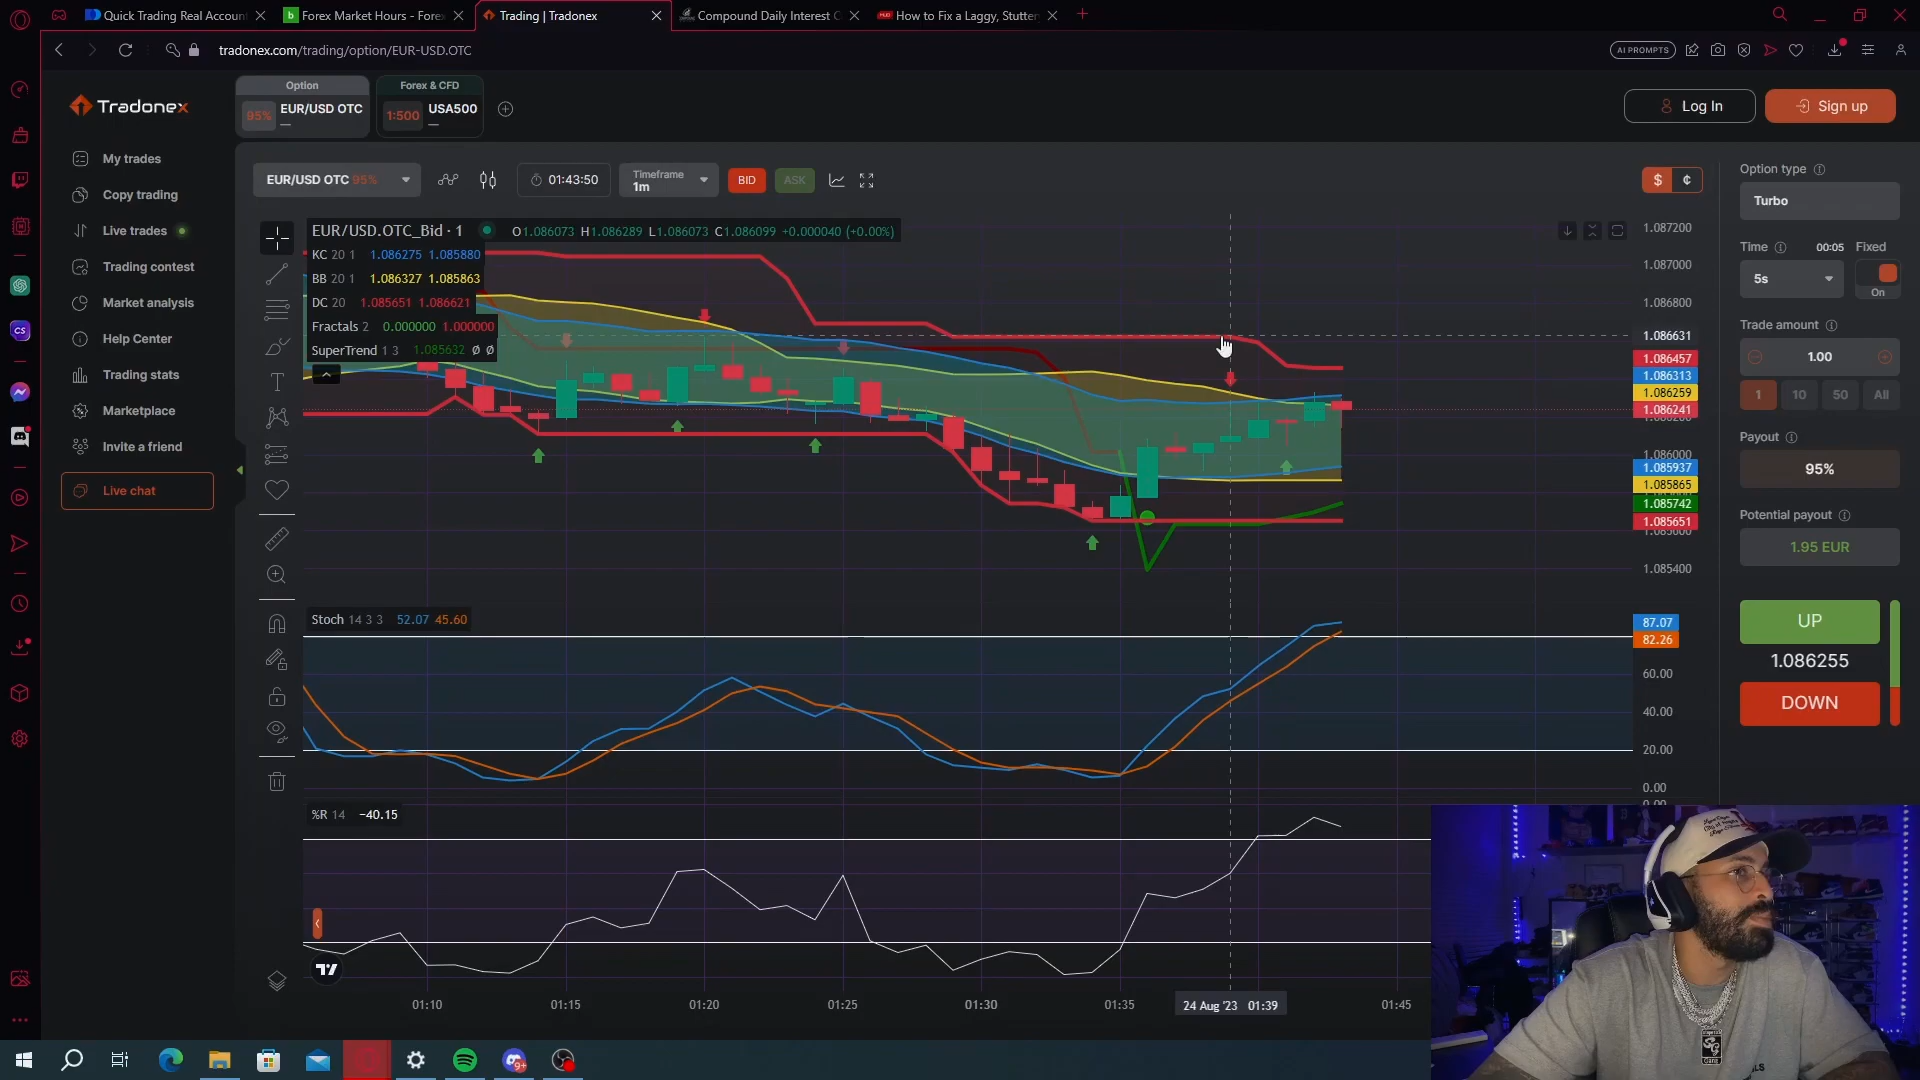 Quick Trading Real Accoun
Forex Market Hours - Fore
Trading | Tradonex
Compound Daily Interest C
How to Fix a Laggy, Stutter
tradonex.com/trading/option/EUR-USD.OTC
AI PROMPTS
Tradonex
Option
95%
EUR/USD OTC
Forex & CFD
1:500
USA500
Log In
Sign up
My trades
Copy trading
Live trades
Trading contest
Market analysis
Help Center
Trading chart
Trading stats
Marketplace
Invite a friend
Live chat
EUR/USD OTC 95%
01:43:50
Timeframe
1m
BID
ASK
$
¢
EUR/USD.OTC_Bid · 1
O1.086073 H1.086289 L1.086073 C1.086099 +0.000040 (+0.00%)
KC 20 1 1.086275 1.085880
BB 20 1 1.086327 1.085863
DC 20 1.085651 1.086621
Fractals 2 0.000000 1.000000
SuperTrend 1 3 1.085632 ø ø
1.087200
1.087000
1.086800
1.086631
1.086457
1.086313
1.086259
1.086241
1.086000
1.085937
1.085865
1.085742
1.085651
1.085400
Stoch 14 3 3 52.07 45.60
87.07
82.26
60.00
40.00
20.00
0.00
%R 14 −40.15
01:10
01:15
01:20
01:25
01:30
01:35
24 Aug '23 01:39
01:45
Option type
Turbo
Time
00:05
Fixed
5s
On
Trade amount
1.00
1
10
50
All
Payout
95%
Potential payout
1.95 EUR
UP
1.086255
DOWN
9+